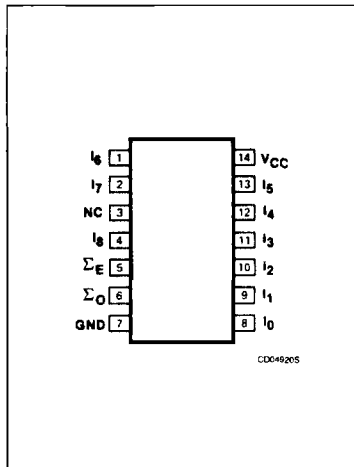 I6 1 14 VCC
I7 2 13 I5
NC 3 12 I4
I8 4 11 I3
ΣE 5 10 I2
ΣO 6 9 I1
GND 7 8 I0
CD04920S